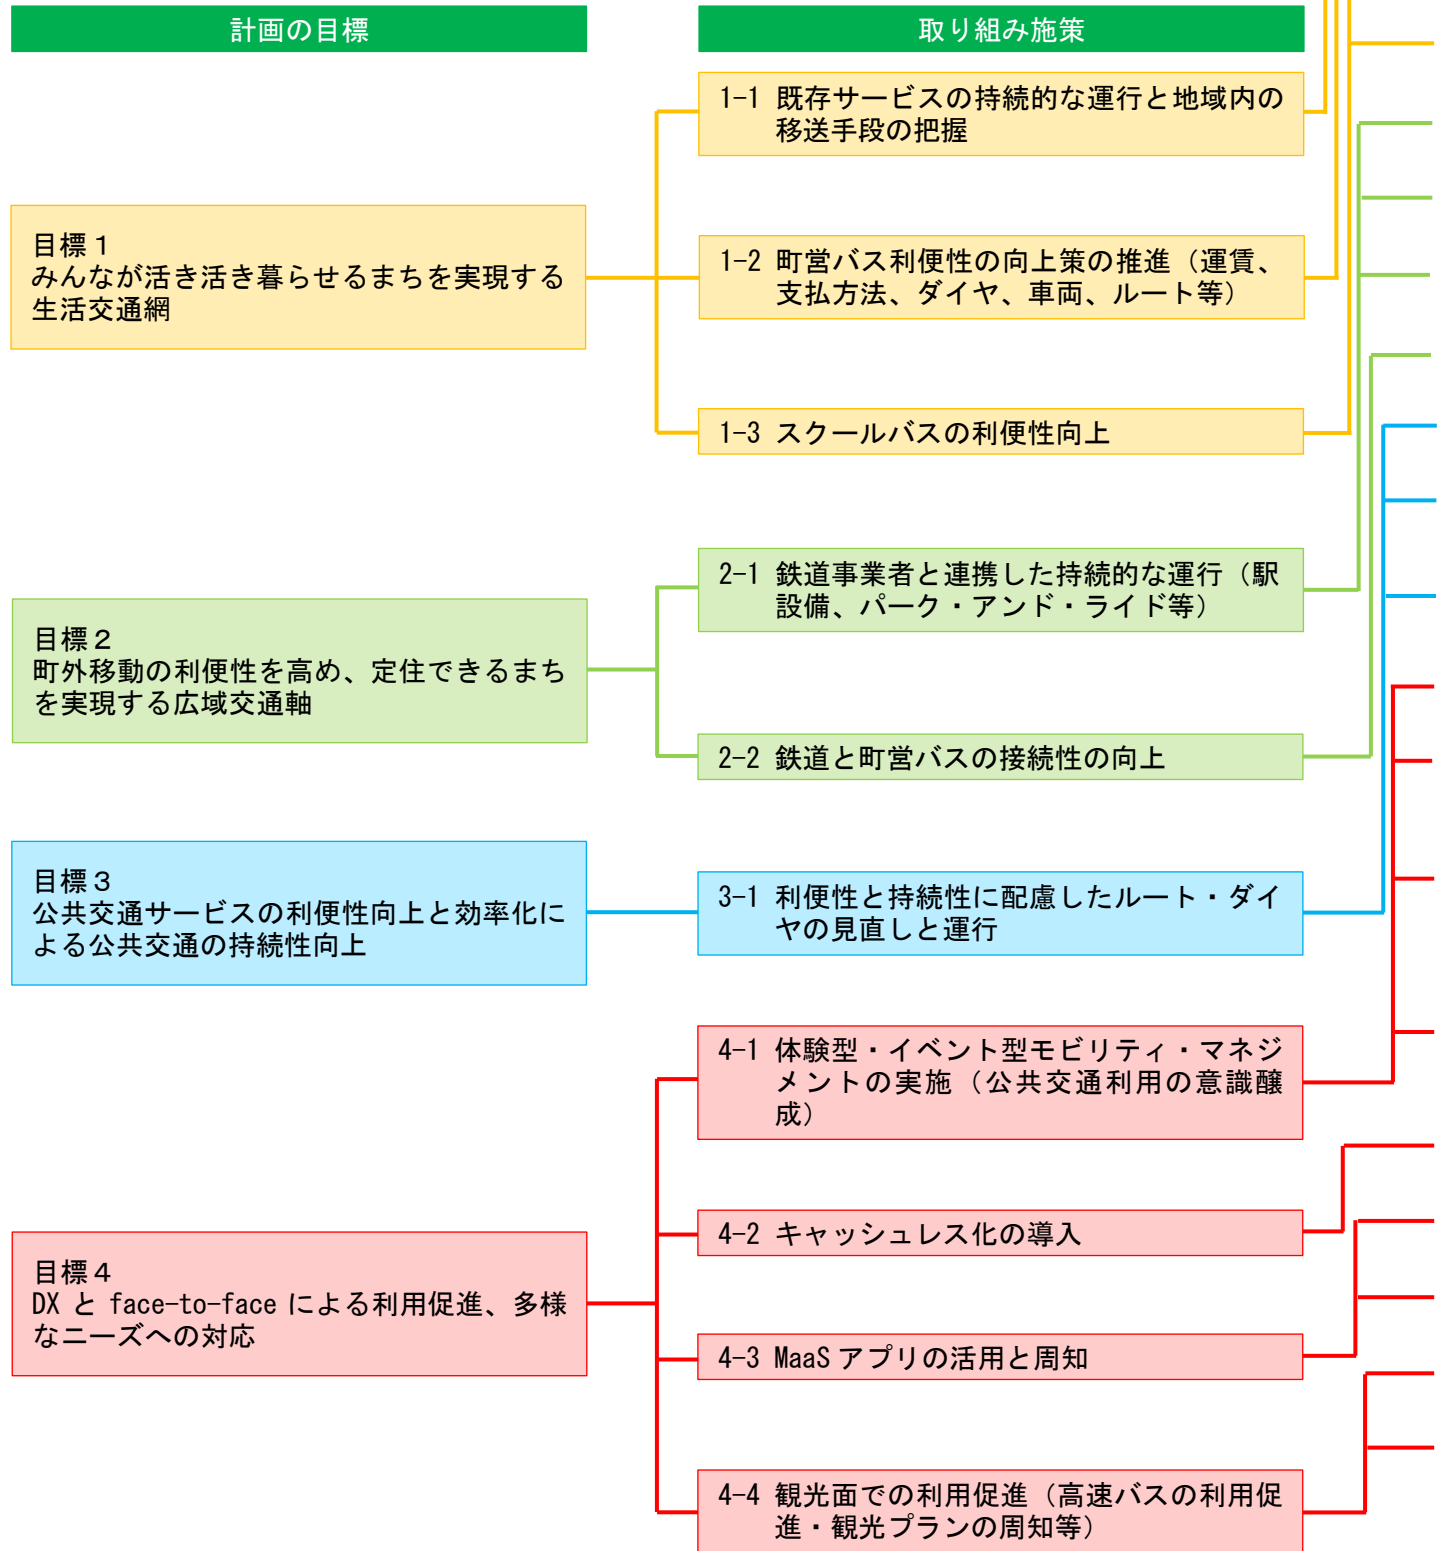 計画の目標
取り組み施策
1-1 既存サービスの持続的な運行と地域内の
移送手段の把握
目標1
みんなが活き活き暮らせるまちを実現する
生活交通網
1-2 町営バス利便性の向上策の推進（運賃、
支払方法、ダイヤ、車両、ルート等）
1-3 スクールバスの利便性向上
2-1 鉄道事業者と連携した持続的な運行（駅
設備、パーク・アンド・ライド等）
目標２
町外移動の利便性を高め、定住できるまち
を実現する広域交通軸
2-2 鉄道と町営バスの接続性の向上
目標３
公共交通サービスの利便性向上と効率化に
よる公共交通の持続性向上
3-1 利便性と持続性に配慮したルート・ダイ
ヤの見直しと運行
4-1 体験型・イベント型モビリティ・マネジ
メントの実施（公共交通利用の意識醸
成）
4-2 キャッシュレス化の導入
目標４
DX と face-to-face による利用促進、多様
なニーズへの対応
4-3 MaaS アプリの活用と周知
4-4 観光面での利用促進（高速バスの利用促
進・観光プランの周知等）